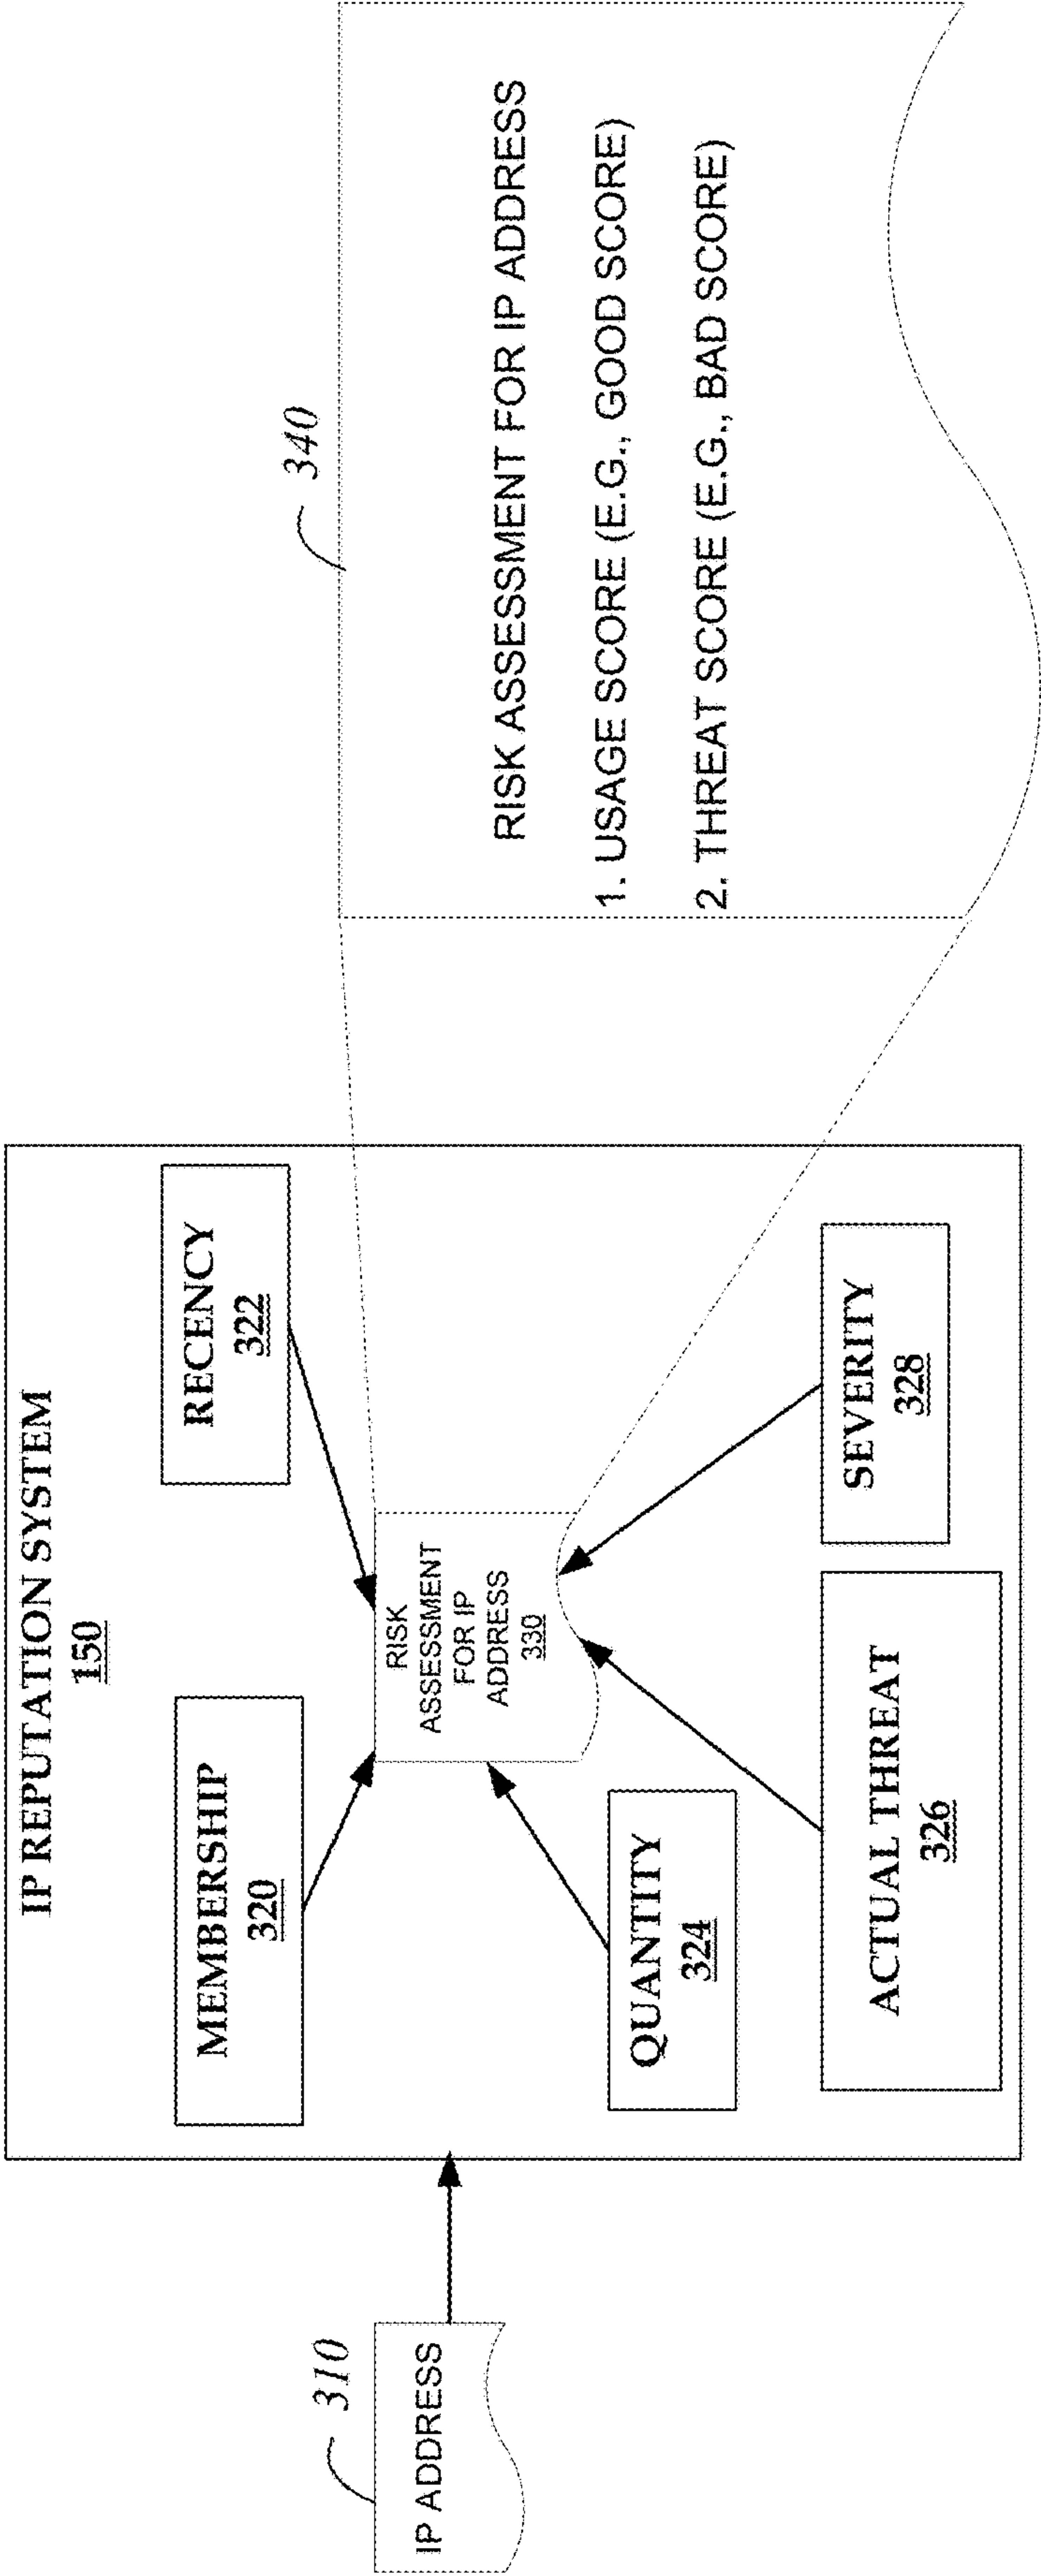 IP REPUTATION SYSTEM
150
310
IP ADDRESS
MEMBERSHIP
320
RECENCY
322
RISK
ASSESSMENT
FOR IP
ADDRESS
330
QUANTITY
324
ACTUAL THREAT
326
SEVERITY
328
340
RISK ASSESSMENT FOR IP ADDRESS
1. USAGE SCORE (E.G., GOOD SCORE)
2. THREAT SCORE (E.G., BAD SCORE)